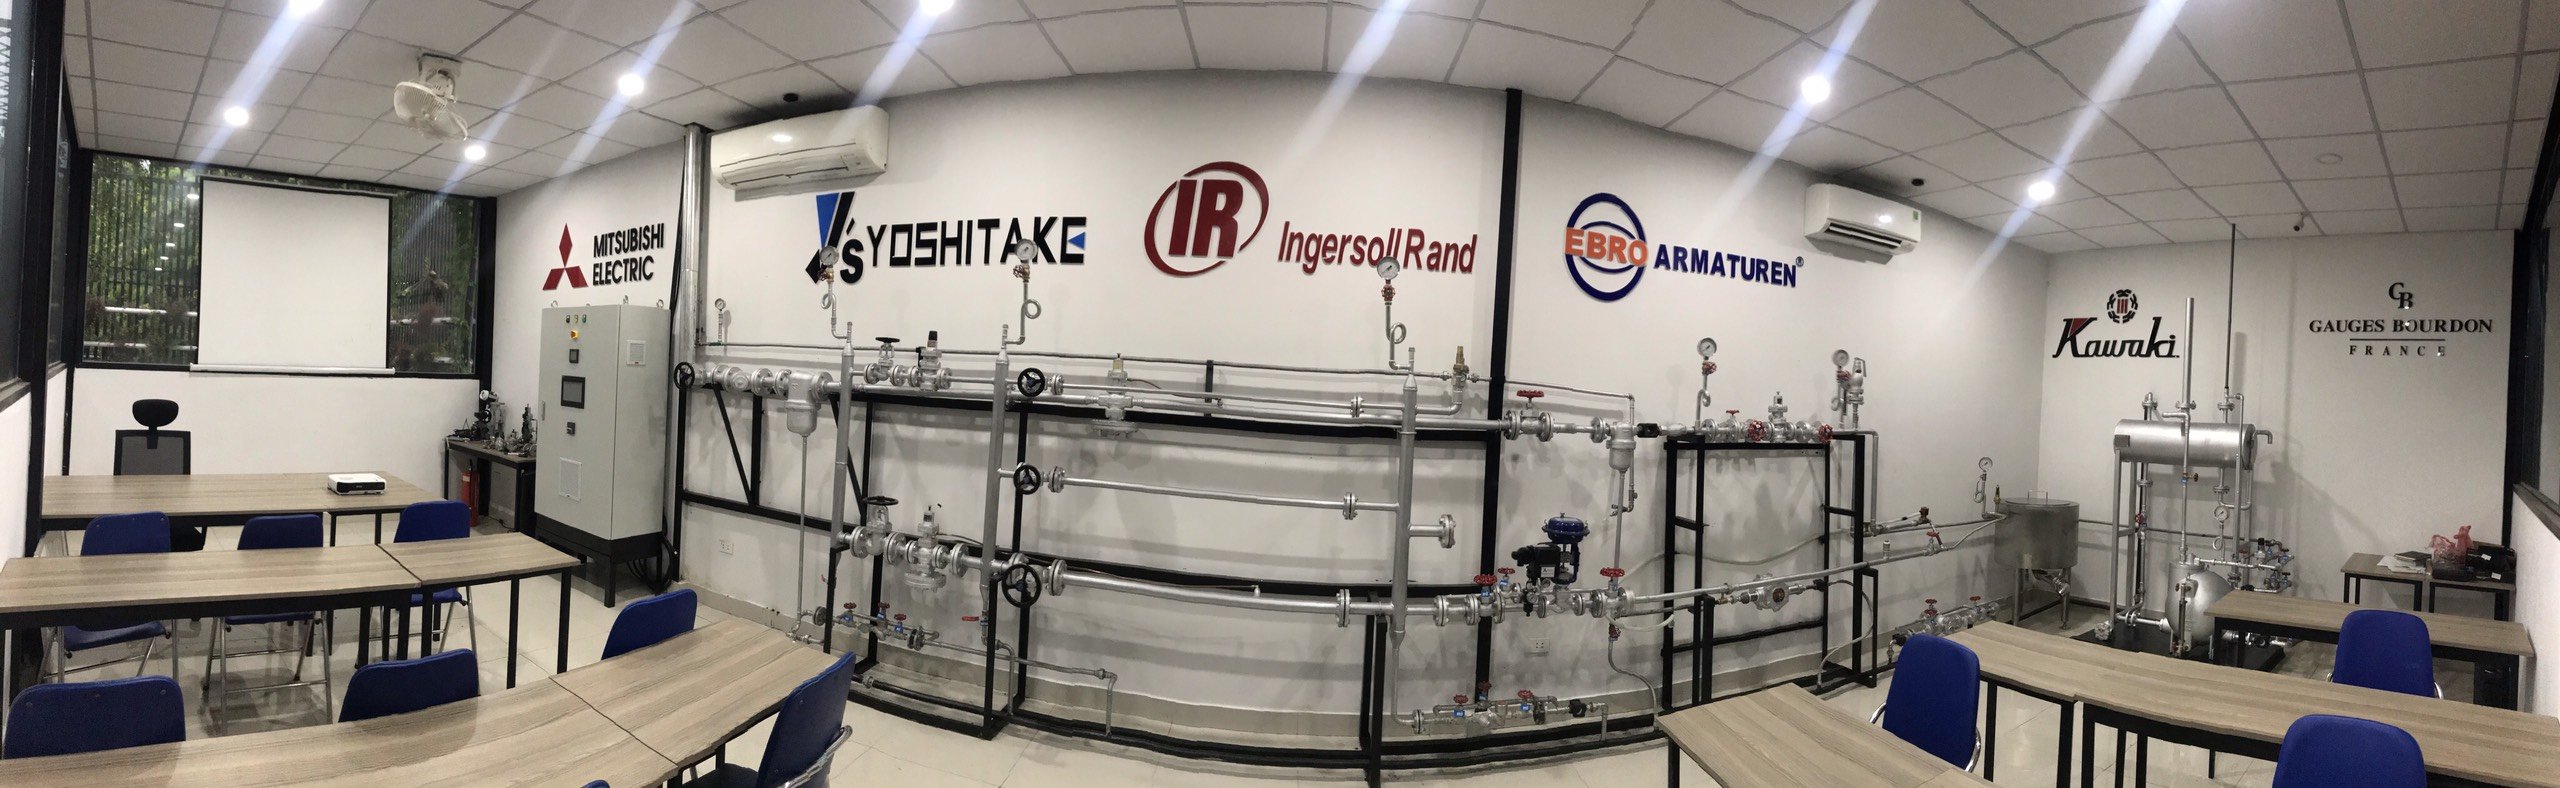 MITSUBISHI
ELECTRIC
Y'S YOSHITAKE
IR IngersollRand
EBRO ARMATUREN®
Kawaki
GB
GAUGES BOURDON
FRANCE